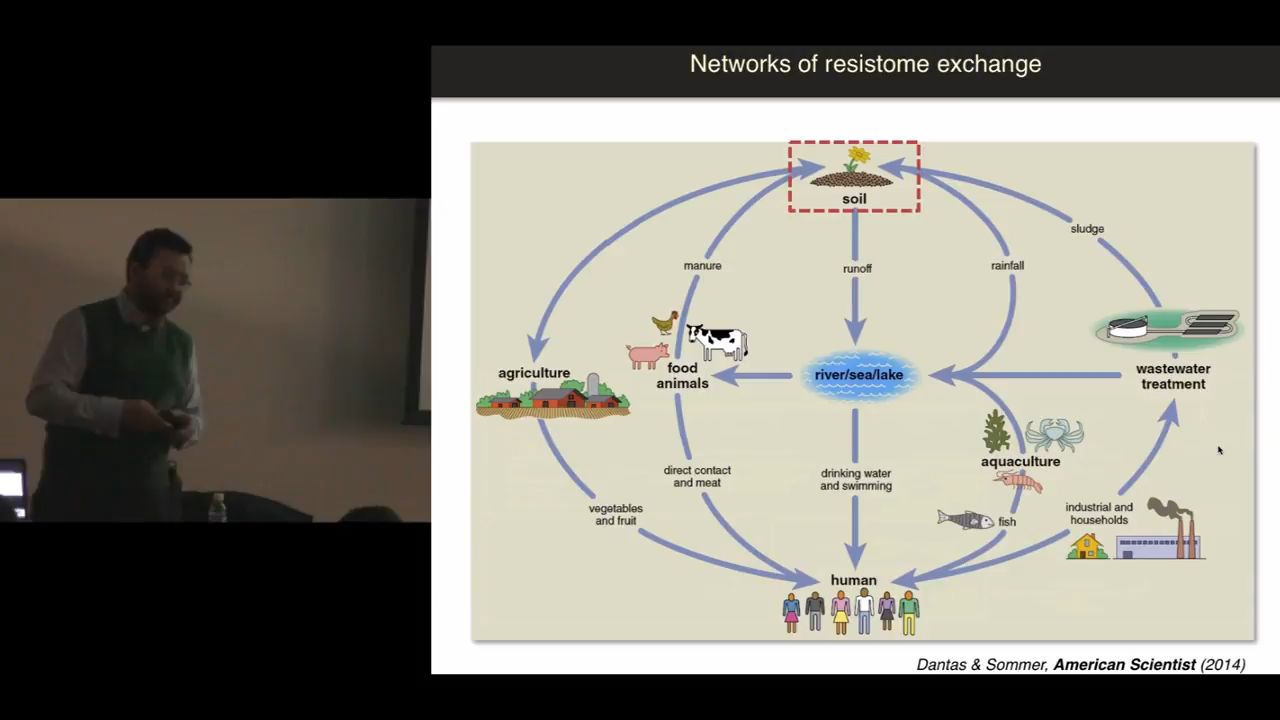 Networks of resistome exchange
soil
sludge
manure
runoff
rainfall
agriculture
food
animals
river/sea/lake
wastewater
treatment
aquaculture
direct contact
and meat
drinking water
and swimming
vegetables
and fruit
fish
industrial and
households
human
Dantas & Sommer, American Scientist (2014)